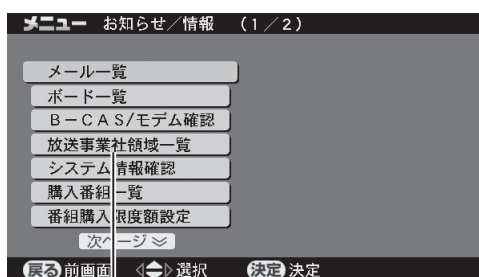 メニュー お知らせ／情報 （1／2）
メール一覧
ボード一覧
Ｂ－ＣＡＳ/モデム確認
放送事業社領域一覧
システム情報確認
購入番組一覧
番組購入限度額設定
次ページ
戻る 前画面 選択 決定 決定